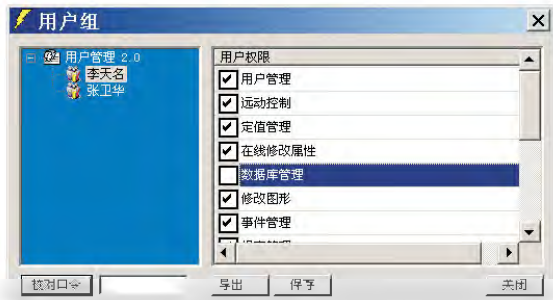 用户组
用户管理 2.0
李天名
张卫华
用户权限
用户管理
远动控制
定值管理
在线修改属性
数据库管理
修改图形
事件管理
校对口令 导出 保存 关闭